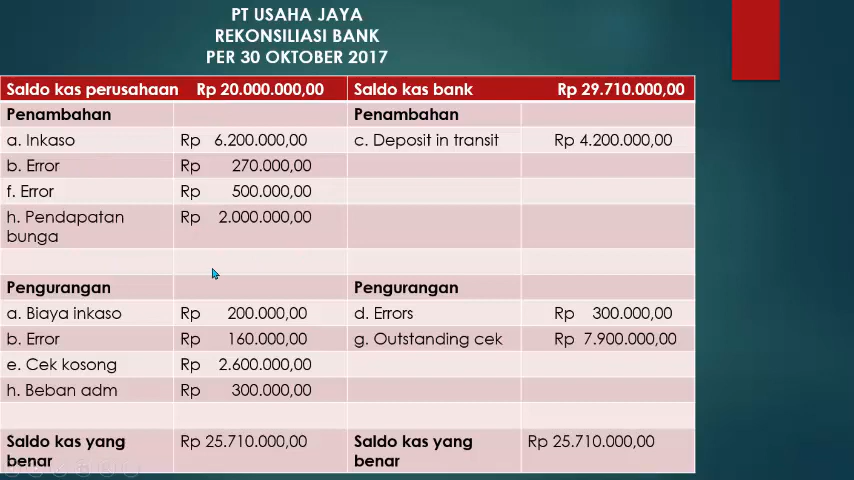 PT USAHA JAYA
REKONSILIASI BANK
PER 30 OKTOBER 2017
Saldo kas perusahaan Rp 20.000.000,00 Saldo kas bank Rp 29.710.000,00
Penambahan Penambahan
a. Inkaso Rp 6.200.000,00 c. Deposit in transit Rp 4.200.000,00
b. Error Rp 270.000,00
f. Error Rp 500.000,00
h. Pendapatan Rp 2.000.000,00
bunga
Pengurangan Pengurangan
a. Biaya inkaso Rp 200.000,00 d. Errors Rp 300.000,00
b. Error Rp 160.000,00 g. Outstanding cek Rp 7.900.000,00
e. Cek kosong Rp 2.600.000,00
h. Beban adm Rp 300.000,00
Saldo kas yang Rp 25.710.000,00 Saldo kas yang Rp 25.710.000,00
benar benar